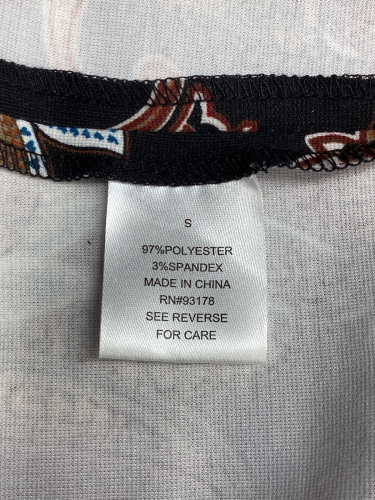 S
97%POLYESTER
3%SPANDEX
MADE IN CHINA
RN#93178
SEE REVERSE
FOR CARE